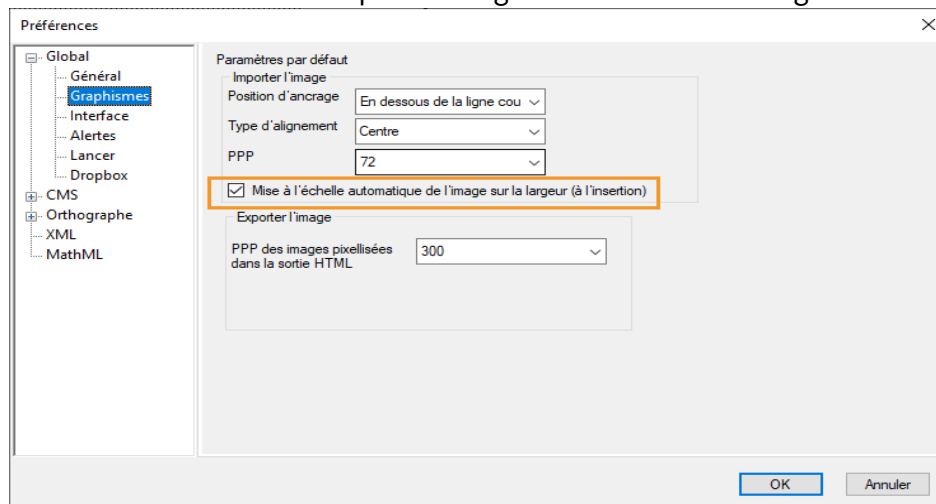 Préférences
Global
Général
Graphismes
Interface
Alertes
Lancer
Dropbox
CMS
Orthographe
XML
MathML
Paramètres par défaut
Importer l'image
Position d'ancrage
En dessous de la ligne cou
Type d'alignement
Centre
PPP
72
Mise à l'échelle automatique de l'image sur la largeur (à l'insertion)
Exporter l'image
PPP des images pixellisées
dans la sortie HTML
300
OK
Annuler